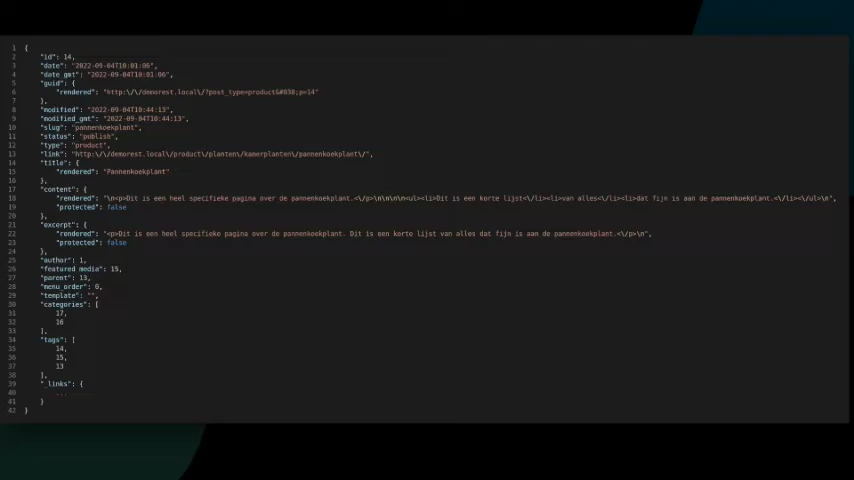 1 {
2 "id": 14,
3 "date": "2022-09-04T10:01:06",
4 "date_gmt": "2022-09-04T10:01:06",
5 "guid": {
6 "rendered": "http:\/\/demorest.local\/?post_type=product&#038;p=14"
7 },
8 "modified": "2022-09-04T10:44:13",
9 "modified_gmt": "2022-09-04T10:44:13",
10 "slug": "pannenkoekplant",
11 "status": "publish",
12 "type": "product",
13 "link": "http:\/\/demorest.local\/product\/planten\/kamerplanten\/pannenkoekplant\/",
14 "title": {
15 "rendered": "Pannenkoekplant"
16 },
17 "content": {
18 "rendered": "\n<p>Dit is een heel specifieke pagina over de pannenkoekplant.<\/p>\n\n\n\n<ul><li>Dit is een korte lijst<\/li><li>van alles<\/li><li>dat fijn is aan de pannenkoekplant.<\/li><\/ul>\n",
19 "protected": false
20 },
21 "excerpt": {
22 "rendered": "<p>Dit is een heel specifieke pagina over de pannenkoekplant. Dit is een korte lijst van alles dat fijn is aan de pannenkoekplant.<\/p>\n",
23 "protected": false
24 },
25 "author": 1,
26 "featured_media": 15,
27 "parent": 13,
28 "menu_order": 0,
29 "template": "",
30 "categories": [
31 17,
32 16
33 ],
34 "tags": [
35 14,
36 15,
37 13
38 ],
39 "_links": {
40 ...
41 }
42 }